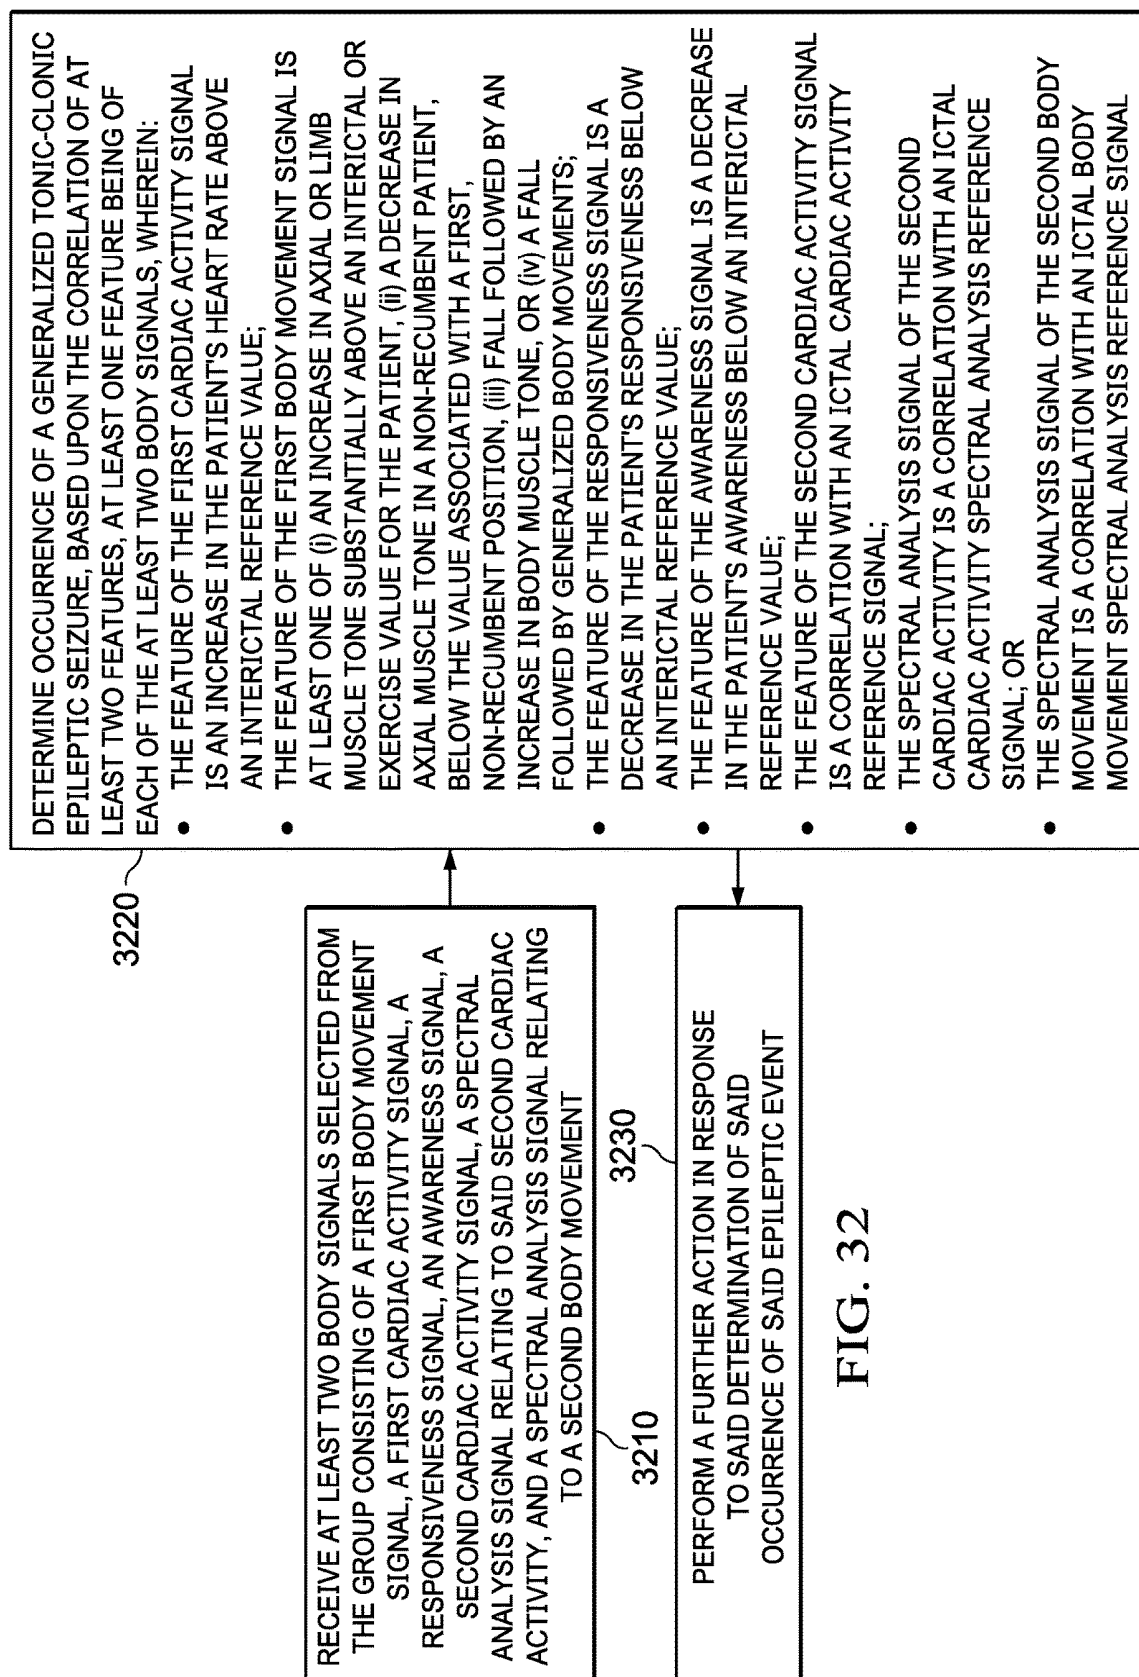 RECEIVE AT LEAST TWO BODY SIGNALS SELECTED FROM
THE GROUP CONSISTING OF A FIRST BODY MOVEMENT
SIGNAL, A FIRST CARDIAC ACTIVITY SIGNAL, A
RESPONSIVENESS SIGNAL, AN AWARENESS SIGNAL, A
SECOND CARDIAC ACTIVITY SIGNAL, A SPECTRAL
ANALYSIS SIGNAL RELATING TO SAID SECOND CARDIAC
ACTIVITY, AND A SPECTRAL ANALYSIS SIGNAL RELATING
TO A SECOND BODY MOVEMENT
3210
3220
DETERMINE OCCURRENCE OF A GENERALIZED TONIC-CLONIC
EPILEPTIC SEIZURE, BASED UPON THE CORRELATION OF AT
LEAST TWO FEATURES, AT LEAST ONE FEATURE BEING OF
EACH OF THE AT LEAST TWO BODY SIGNALS, WHEREIN:
• THE FEATURE OF THE FIRST CARDIAC ACTIVITY SIGNAL
IS AN INCREASE IN THE PATIENT'S HEART RATE ABOVE
AN INTERICTAL REFERENCE VALUE;
• THE FEATURE OF THE FIRST BODY MOVEMENT SIGNAL IS
AT LEAST ONE OF (i) AN INCREASE IN AXIAL OR LIMB
MUSCLE TONE SUBSTANTIALLY ABOVE AN INTERICTAL OR
EXERCISE VALUE FOR THE PATIENT, (ii) A DECREASE IN
AXIAL MUSCLE TONE IN A NON-RECUMBENT PATIENT,
BELOW THE VALUE ASSOCIATED WITH A FIRST,
NON-RECUMBENT POSITION, (iii) FALL FOLLOWED BY AN
INCREASE IN BODY MUSCLE TONE, OR (iv) A FALL
FOLLOWED BY GENERALIZED BODY MOVEMENTS;
• THE FEATURE OF THE RESPONSIVENESS SIGNAL IS A
DECREASE IN THE PATIENT'S RESPONSIVENESS BELOW
AN INTERICTAL REFERENCE VALUE;
• THE FEATURE OF THE AWARENESS SIGNAL IS A DECREASE
IN THE PATIENT'S AWARENESS BELOW AN INTERICTAL
REFERENCE VALUE;
• THE FEATURE OF THE SECOND CARDIAC ACTIVITY SIGNAL
IS A CORRELATION WITH AN ICTAL CARDIAC ACTIVITY
REFERENCE SIGNAL;
• THE SPECTRAL ANALYSIS SIGNAL OF THE SECOND
CARDIAC ACTIVITY IS A CORRELATION WITH AN ICTAL
CARDIAC ACTIVITY SPECTRAL ANALYSIS REFERENCE
SIGNAL; OR
• THE SPECTRAL ANALYSIS SIGNAL OF THE SECOND BODY
MOVEMENT IS A CORRELATION WITH AN ICTAL BODY
MOVEMENT SPECTRAL ANALYSIS REFERENCE SIGNAL
3230
PERFORM A FURTHER ACTION IN RESPONSE
TO SAID DETERMINATION OF SAID
OCCURRENCE OF SAID EPILEPTIC EVENT
FIG. 32